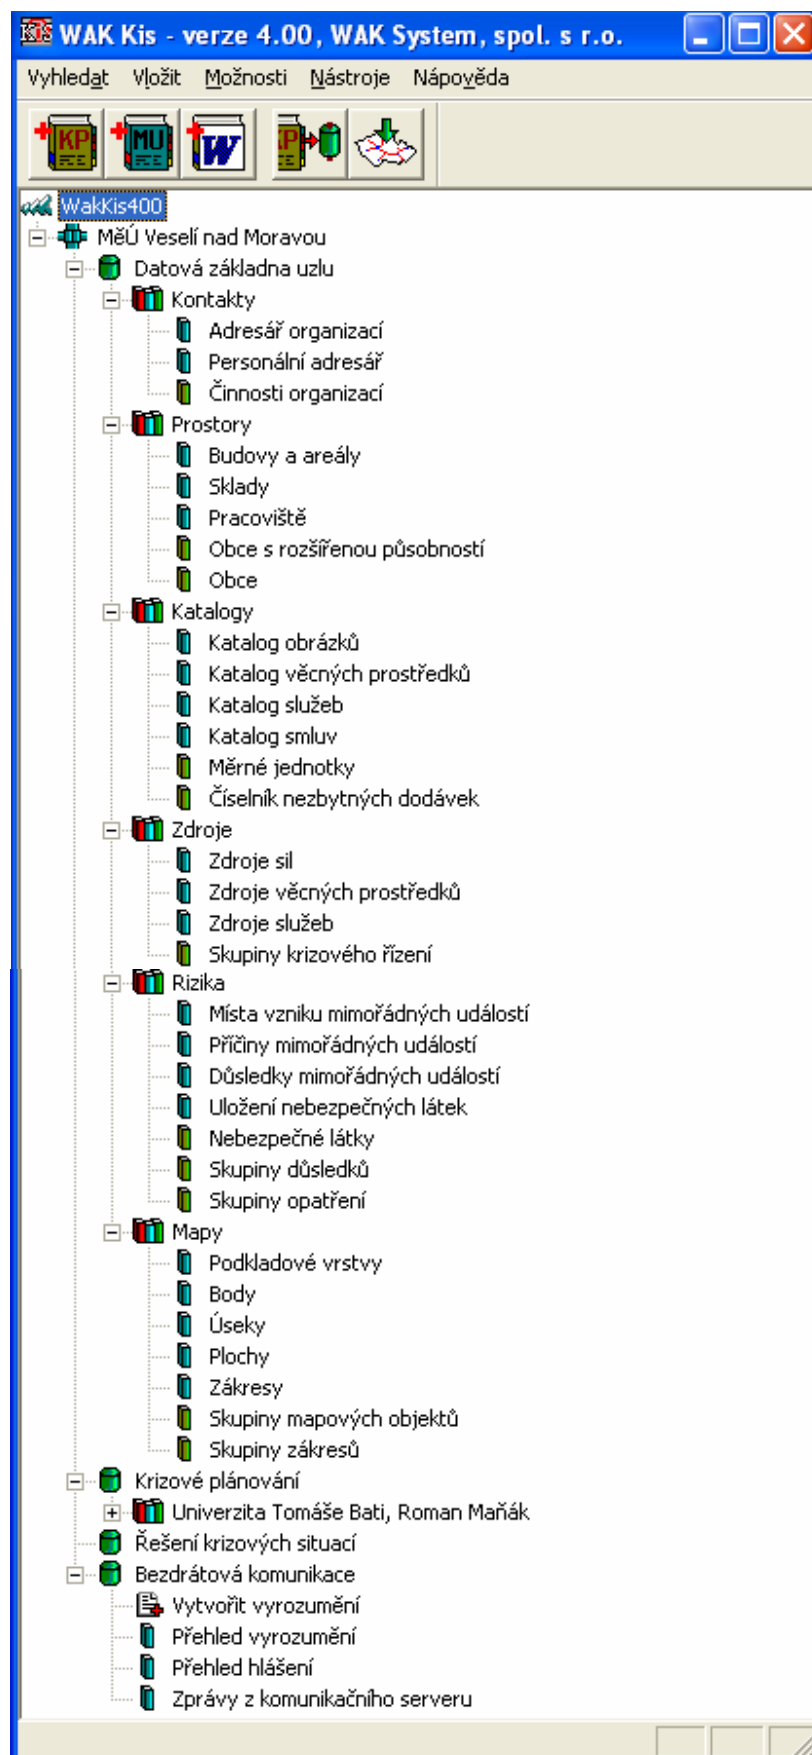 KiS WAK Kis - verze 4.00, WAK System, spol. s r.o.
Vyhledat Vložit Možnosti Nástroje Nápověda
KP MU W KP
WakKis400
MěÚ Veselí nad Moravou
Datová základna uzlu
Kontakty
Adresář organizací
Personální adresář
Činnosti organizací
Prostory
Budovy a areály
Sklady
Pracoviště
Obce s rozšířenou působností
Obce
Katalogy
Katalog obrázků
Katalog věcných prostředků
Katalog služeb
Katalog smluv
Měrné jednotky
Číselník nezbytných dodávek
Zdroje
Zdroje sil
Zdroje věcných prostředků
Zdroje služeb
Skupiny krizového řízení
Rizika
Místa vzniku mimořádných událostí
Příčiny mimořádných událostí
Důsledky mimořádných událostí
Uložení nebezpečných látek
Nebezpečné látky
Skupiny důsledků
Skupiny opatření
Mapy
Podkladové vrstvy
Body
Úseky
Plochy
Zákresy
Skupiny mapových objektů
Skupiny zákresů
Krizové plánování
Univerzita Tomáše Bati, Roman Maňák
Řešení krizových situací
Bezdrátová komunikace
Vytvořit vyrozumění
Přehled vyrozumění
Přehled hlášení
Zprávy z komunikačního serveru